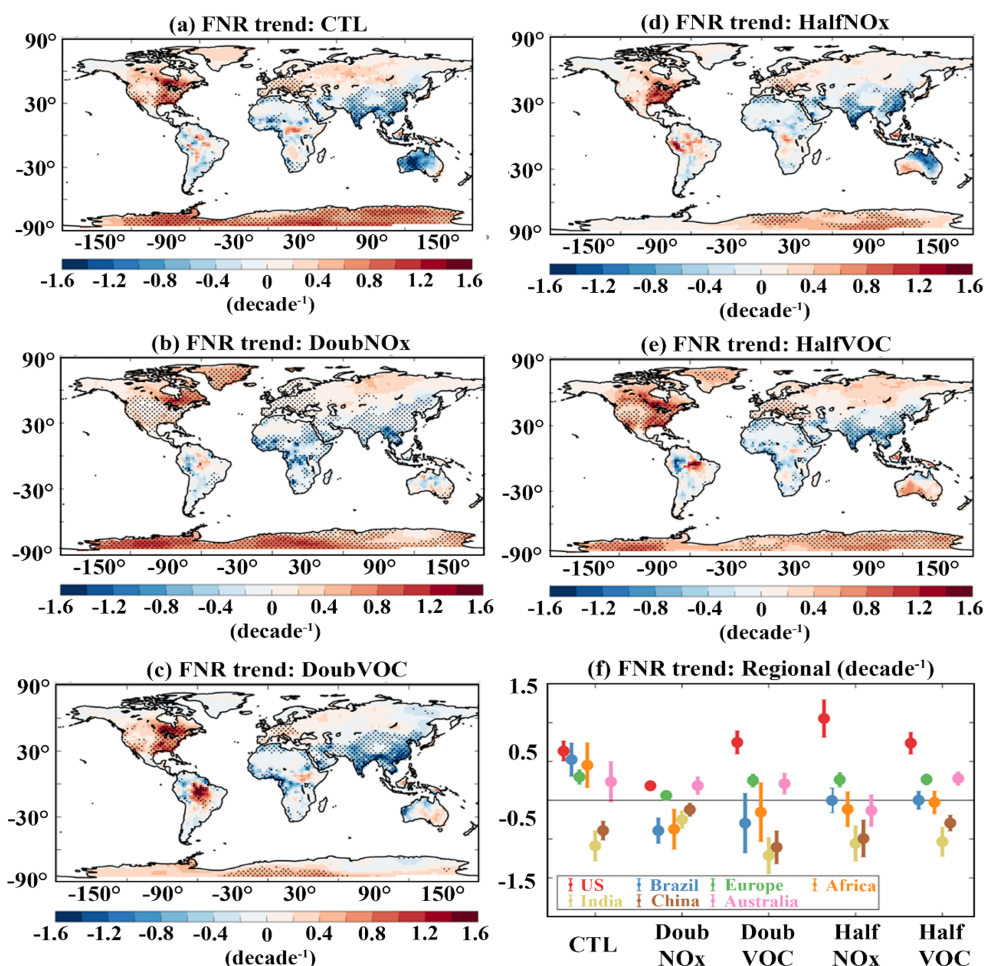 (a) FNR trend: CTL
90°
30°
-30°
-90°
-150 -90 -30 30 90 150
-1.6 -1.2 -0.8 -0.4 0 0.4 0.8 1.2 1.6
(decade⁻¹)
(b) FNR trend: DoubNOx
90°
30°
-30°
-90°
-150 -90 -30 30 90 150
-1.6 -1.2 -0.8 -0.4 0 0.4 0.8 1.2 1.6
(decade⁻¹)
(c) FNR trend: DoubVOC
90°
30°
-30°
-90°
-150 -90 -30 30 90 150
-1.6 -1.2 -0.8 -0.4 0 0.4 0.8 1.2 1.6
(decade⁻¹)
(d) FNR trend: HalfNOx
90°
30°
-30°
90°
-150 -90 -30 30 90 150
-1.6 -1.2 -0.8 -0.4 0 0.4 0.8 1.2 1.6
(decade⁻¹)
(e) FNR trend: HalfVOC
90°
30°
-30°
-90°
-150 -90 -30 30 90 150
-1.6 -1.2 -0.8 -0.4 0 0.4 0.8 1.2 1.6
(decade⁻¹)
(f) FNR trend: Regional (decade⁻¹)
1.5
0.5
-0.5
-1.5
US Brazil Europe Africa
India China Australia
CTL Doub Doub Half Half
NOx VOC NOx VOC